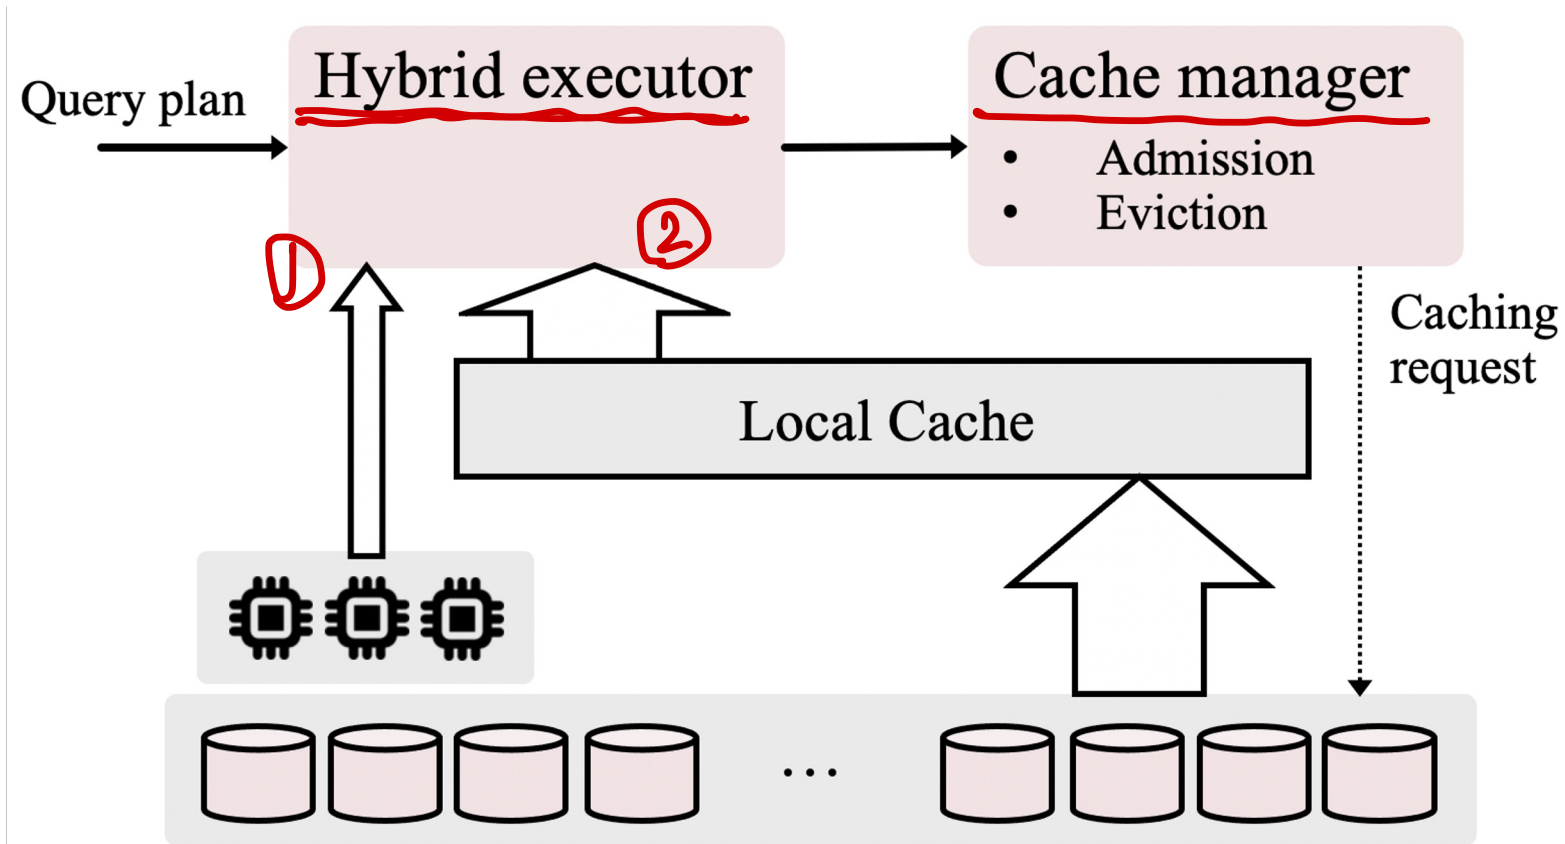 Query plan
Hybrid executor
Cache manager
• Admission
• Eviction
①
②
Caching
request
Local Cache
...